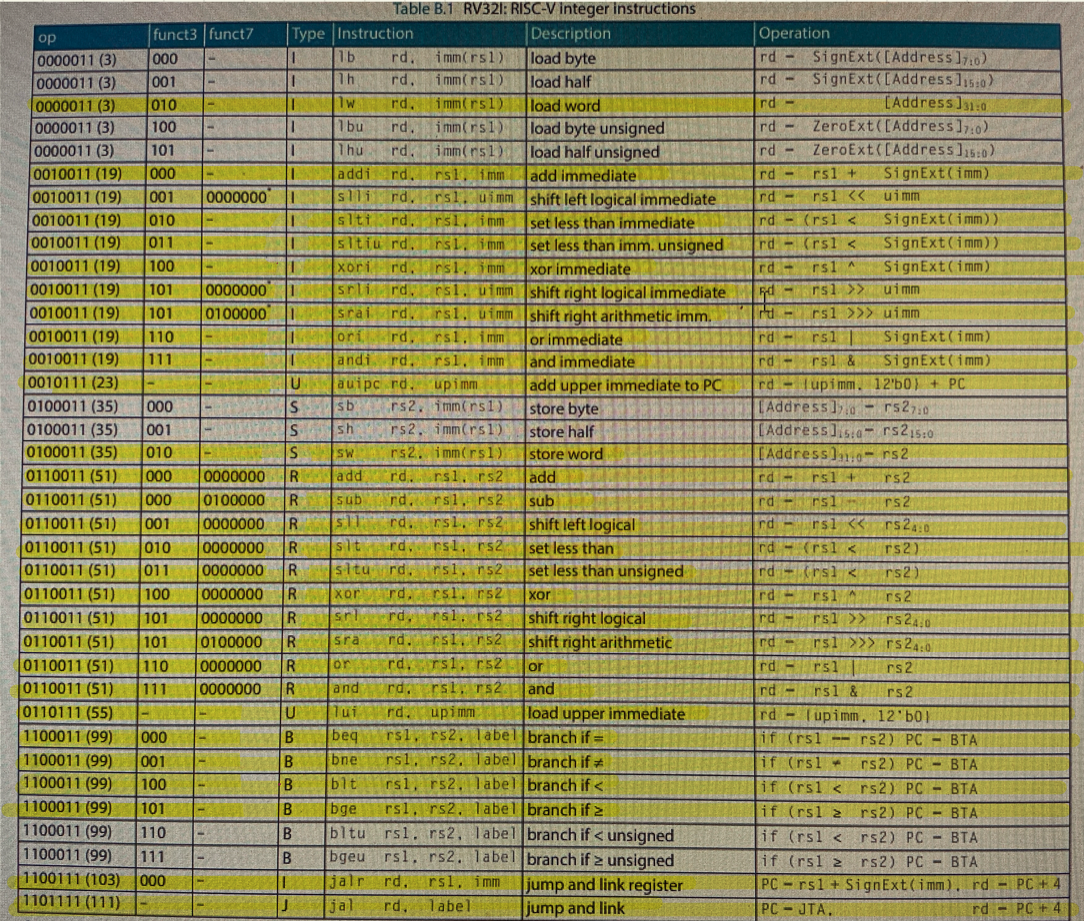 Table B.1 RV32I: RISC-V integer instructions
op funct3 funct7 Type Instruction Description Operation
0000011 (3) 000 – I lb rd, imm(rs1) load byte rd = SignExt([Address]7:0)
0000011 (3) 001 – I lh rd, imm(rs1) load half rd = SignExt([Address]15:0)
0000011 (3) 010 – I lw rd, imm(rs1) load word rd = [Address]31:0
0000011 (3) 100 – I lbu rd, imm(rs1) load byte unsigned rd = ZeroExt([Address]7:0)
0000011 (3) 101 – I lhu rd, imm(rs1) load half unsigned rd = ZeroExt([Address]15:0)
0010011 (19) 000 – I addi rd, rs1, imm add immediate rd = rs1 + SignExt(imm)
0010011 (19) 001 0000000* I slli rd, rs1, uimm shift left logical immediate rd = rs1 << uimm
0010011 (19) 010 – I slti rd, rs1, imm set less than immediate rd = (rs1 < SignExt(imm))
0010011 (19) 011 – I sltiu rd, rs1, imm set less than imm. unsigned rd = (rs1 < SignExt(imm))
0010011 (19) 100 – I xori rd, rs1, imm xor immediate rd = rs1 ^ SignExt(imm)
0010011 (19) 101 0000000* I srli rd, rs1, uimm shift right logical immediate rd = rs1 >> uimm
0010011 (19) 101 0100000* I srai rd, rs1, uimm shift right arithmetic imm. rd = rs1 >>> uimm
0010011 (19) 110 – I ori rd, rs1, imm or immediate rd = rs1 | SignExt(imm)
0010011 (19) 111 – I andi rd, rs1, imm and immediate rd = rs1 & SignExt(imm)
0010111 (23) – – U auipc rd, upimm add upper immediate to PC rd = {upimm, 12'b0} + PC
0100011 (35) 000 – S sb rs2, imm(rs1) store byte [Address]7:0 = rs27:0
0100011 (35) 001 – S sh rs2, imm(rs1) store half [Address]15:0 = rs215:0
0100011 (35) 010 – S sw rs2, imm(rs1) store word [Address]31:0 = rs2
0110011 (51) 000 0000000 R add rd, rs1, rs2 add rd = rs1 + rs2
0110011 (51) 000 0100000 R sub rd, rs1, rs2 sub rd = rs1 – rs2
0110011 (51) 001 0000000 R sll rd, rs1, rs2 shift left logical rd = rs1 << rs24:0
0110011 (51) 010 0000000 R slt rd, rs1, rs2 set less than rd = (rs1 < rs2)
0110011 (51) 011 0000000 R sltu rd, rs1, rs2 set less than unsigned rd = (rs1 < rs2)
0110011 (51) 100 0000000 R xor rd, rs1, rs2 xor rd = rs1 ^ rs2
0110011 (51) 101 0000000 R srl rd, rs1, rs2 shift right logical rd = rs1 >> rs24:0
0110011 (51) 101 0100000 R sra rd, rs1, rs2 shift right arithmetic rd = rs1 >>> rs24:0
0110011 (51) 110 0000000 R or rd, rs1, rs2 or rd = rs1 | rs2
0110011 (51) 111 0000000 R and rd, rs1, rs2 and rd = rs1 & rs2
0110111 (55) – – U lui rd, upimm load upper immediate rd = {upimm, 12'b0}
1100011 (99) 000 – B beq rs1, rs2, label branch if = if (rs1 == rs2) PC = BTA
1100011 (99) 001 – B bne rs1, rs2, label branch if ≠ if (rs1 ≠ rs2) PC = BTA
1100011 (99) 100 – B blt rs1, rs2, label branch if < if (rs1 < rs2) PC = BTA
1100011 (99) 101 – B bge rs1, rs2, label branch if ≥ if (rs1 ≥ rs2) PC = BTA
1100011 (99) 110 – B bltu rs1, rs2, label branch if < unsigned if (rs1 < rs2) PC = BTA
1100011 (99) 111 – B bgeu rs1, rs2, label branch if ≥ unsigned if (rs1 ≥ rs2) PC = BTA
1100111 (103) 000 – I jalr rd, rs1, imm jump and link register PC = rs1 + SignExt(imm), rd = PC + 4
1101111 (111) – – J jal rd, label jump and link PC = JTA, rd = PC + 4